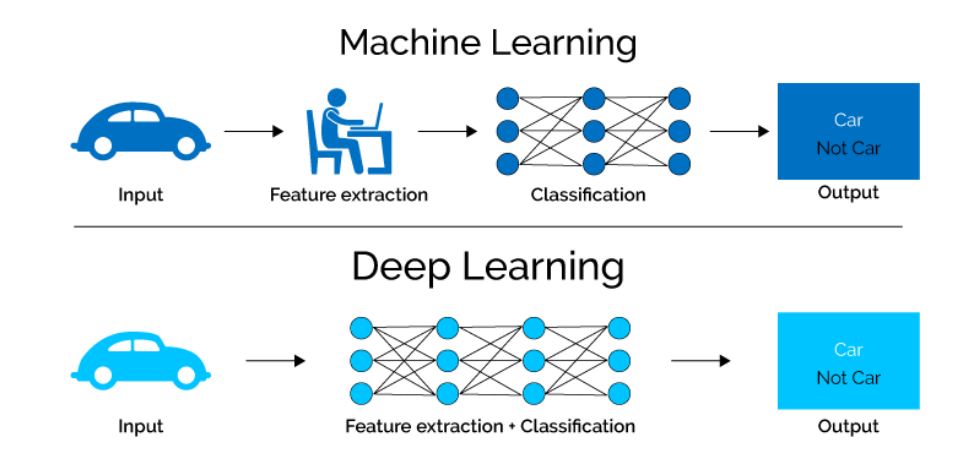 Machine Learning
Car
Not Car
Input
Feature extraction
Classification
Output
Deep Learning
Car
Not Car
Input
Feature extraction + Classification
Output